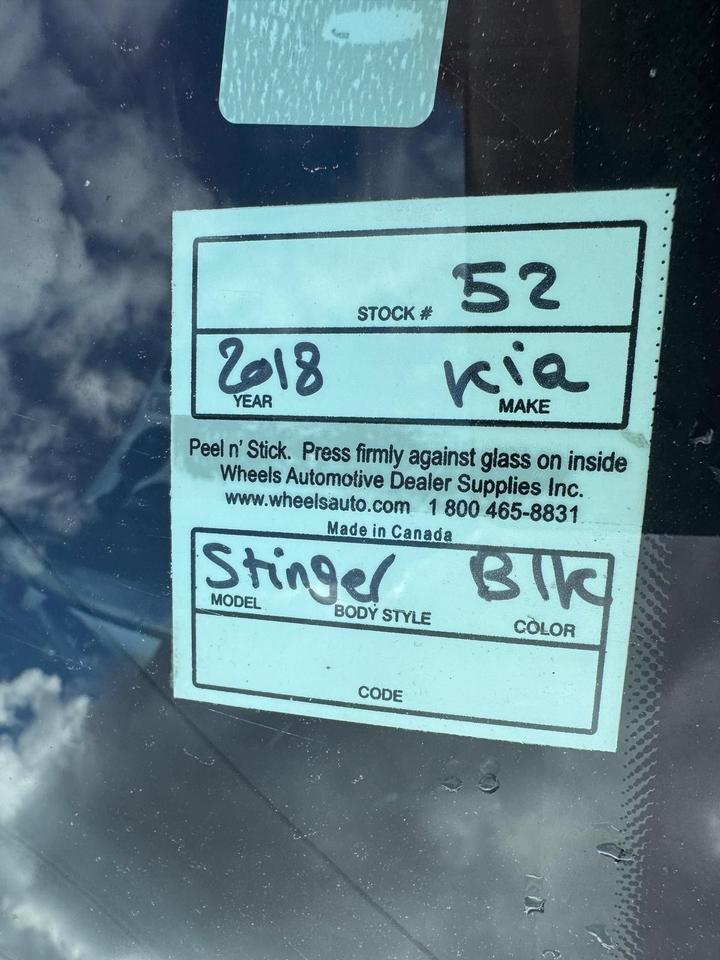 STOCK # 52
2018 Kia
YEAR MAKE
Peel n' Stick. Press firmly against glass on inside
Wheels Automotive Dealer Supplies Inc.
www.wheelsauto.com 1 800 465-8831
Made in Canada
Stinger Blk
MODEL BODY STYLE COLOR
CODE